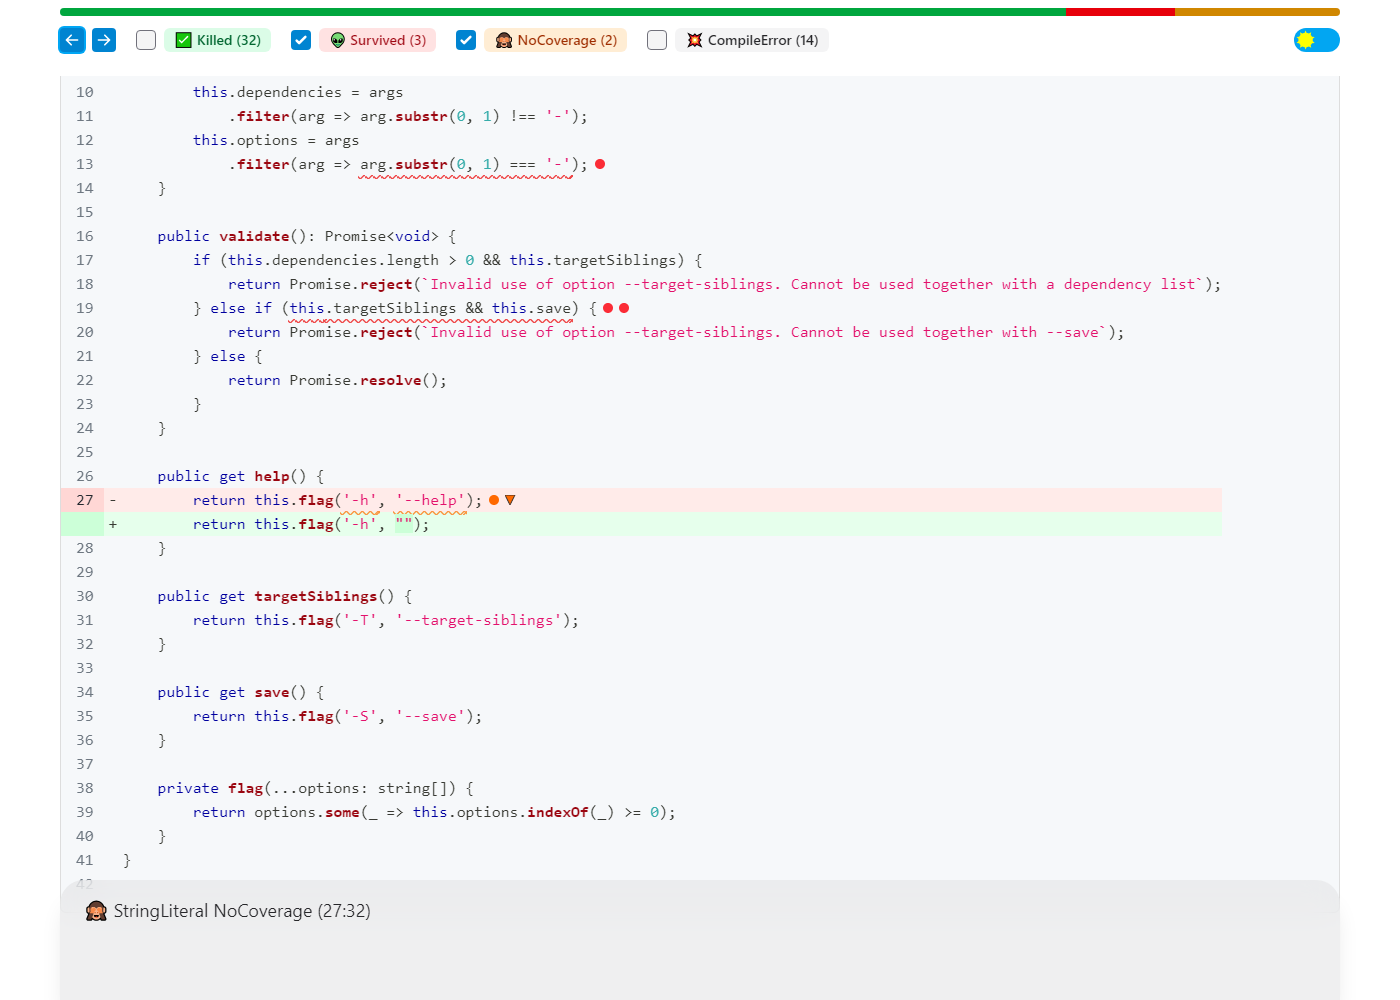 Killed (32) Survived (3) NoCoverage (2) CompileError (14)
10 this.dependencies = args
11 .filter(arg => arg.substr(0, 1) !== '-');
12 this.options = args
13 .filter(arg => arg.substr(0, 1) === '-');
14 }
15
16 public validate(): Promise<void> {
17 if (this.dependencies.length > 0 && this.targetSiblings) {
18 return Promise.reject(`Invalid use of option --target-siblings. Cannot be used together with a dependency list`);
19 } else if (this.targetSiblings && this.save) {
20 return Promise.reject(`Invalid use of option --target-siblings. Cannot be used together with --save`);
21 } else {
22 return Promise.resolve();
23 }
24 }
25
26 public get help() {
27 - return this.flag('-h', '--help');
+ return this.flag('-h', "");
28 }
29
30 public get targetSiblings() {
31 return this.flag('-T', '--target-siblings');
32 }
33
34 public get save() {
35 return this.flag('-S', '--save');
36 }
37
38 private flag(...options: string[]) {
39 return options.some(_ => this.options.indexOf(_) >= 0);
40 }
41 }
42
StringLiteral NoCoverage (27:32)